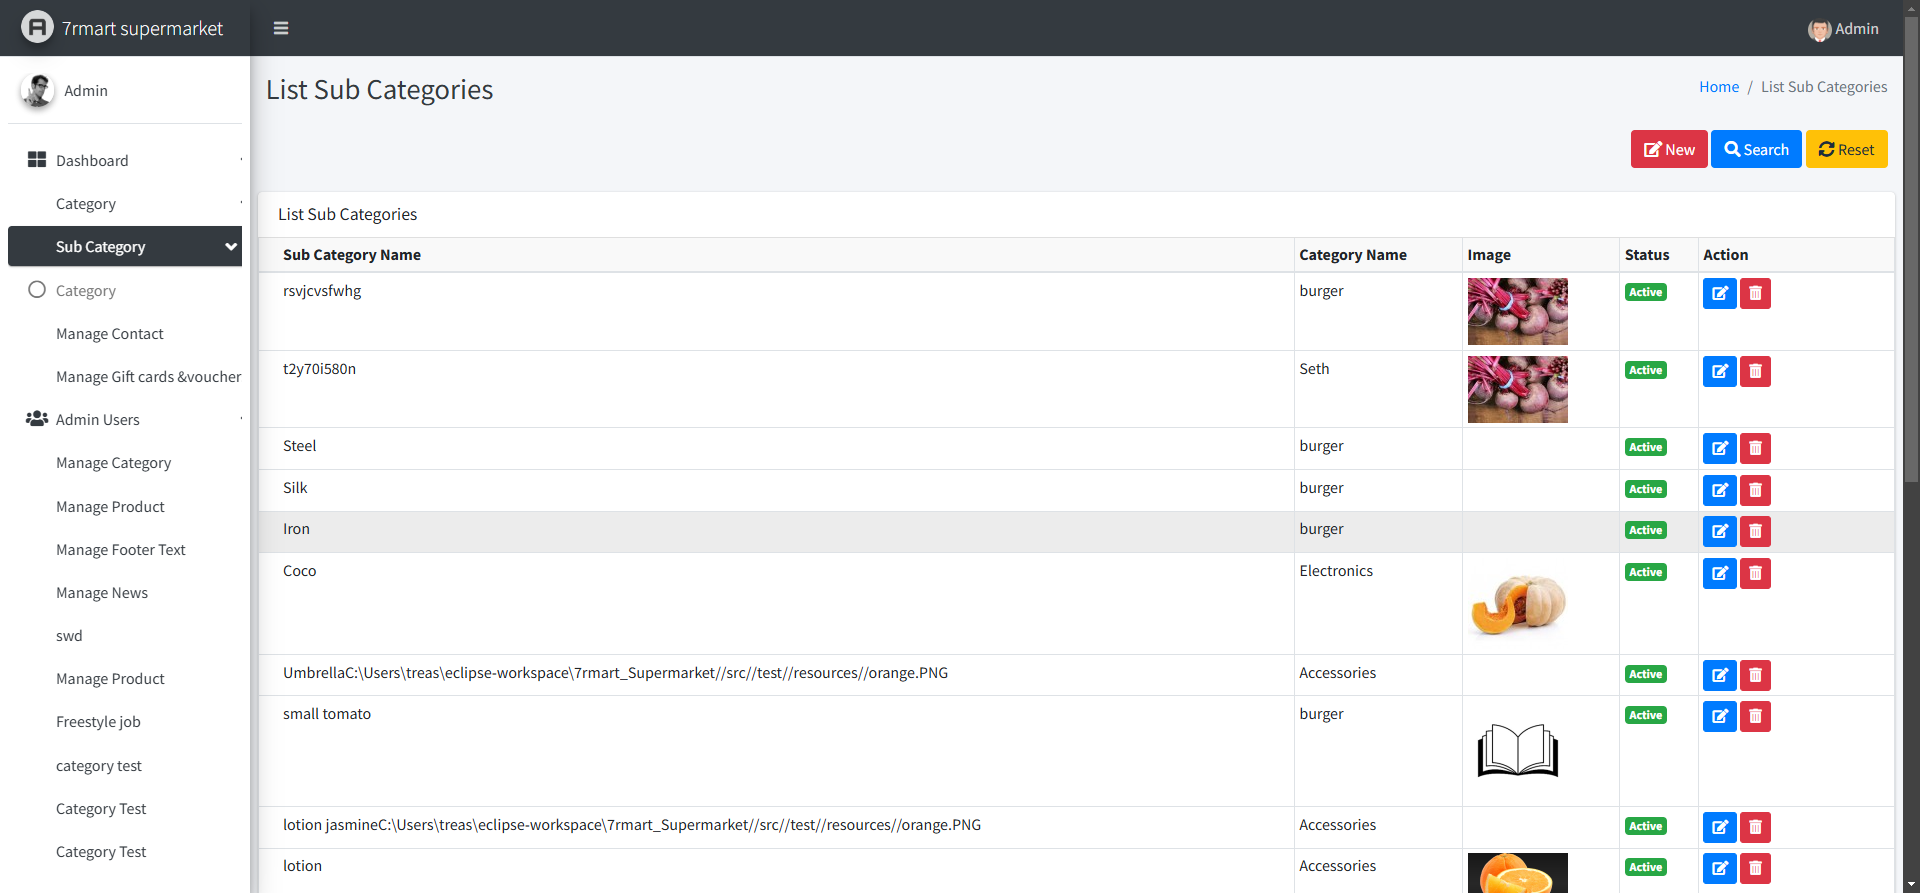 7rmart supermarket
Admin
Admin
List Sub Categories
Home / List Sub Categories
New Search Reset
Dashboard
Category
Sub Category
Category
Manage Contact
Manage Gift cards &voucher
Admin Users
Manage Category
Manage Product
Manage Footer Text
Manage News
swd
Manage Product
Freestyle job
category test
Category Test
Category Test
List Sub Categories
Sub Category Name Category Name Image Status Action
rsvjcvsfwhg burger Active
t2y70i580n Seth Active
Steel burger Active
Silk burger Active
Iron burger Active
Coco Electronics Active
UmbrellaC:\Users\treas\eclipse-workspace\7rmart_Supermarket//src//test//resources//orange.PNG Accessories Active
small tomato burger Active
lotion jasmineC:\Users\treas\eclipse-workspace\7rmart_Supermarket//src//test//resources//orange.PNG Accessories Active
lotion Accessories Active